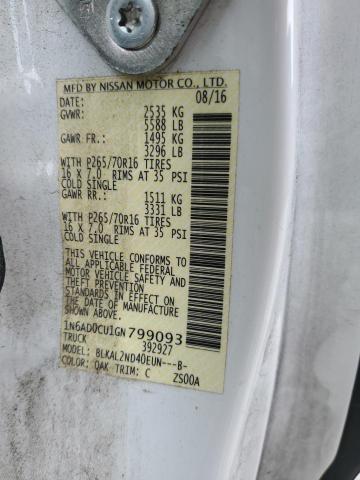 MFD BY NISSAN MOTOR CO., LTD.
DATE: 08/16
GVWR: 2535 KG
5588 LB
GAWR FR.: 1495 KG
3296 LB
WITH P265/70R16 TIRES
16 X 7.0 RIMS AT 35 PSI
COLD SINGLE
GAWR RR.: 1511 KG
3331 LB
WITH P265/70R16 TIRES
16 X 7.0 RIMS AT 35 PSI
COLD SINGLE
THIS VEHICLE CONFORMS TO
ALL APPLICABLE FEDERAL
MOTOR VEHICLE SAFETY
STANDARDS IN EFFECT ON
THE DATE OF MANUFACTURE
SHOWN ABOVE.
1N6AD0CU1GN799093
TRUCK 392927
MODEL: BLKAL2ND40EUN---B-
COLOR: QAK TRIM: C ZS00A